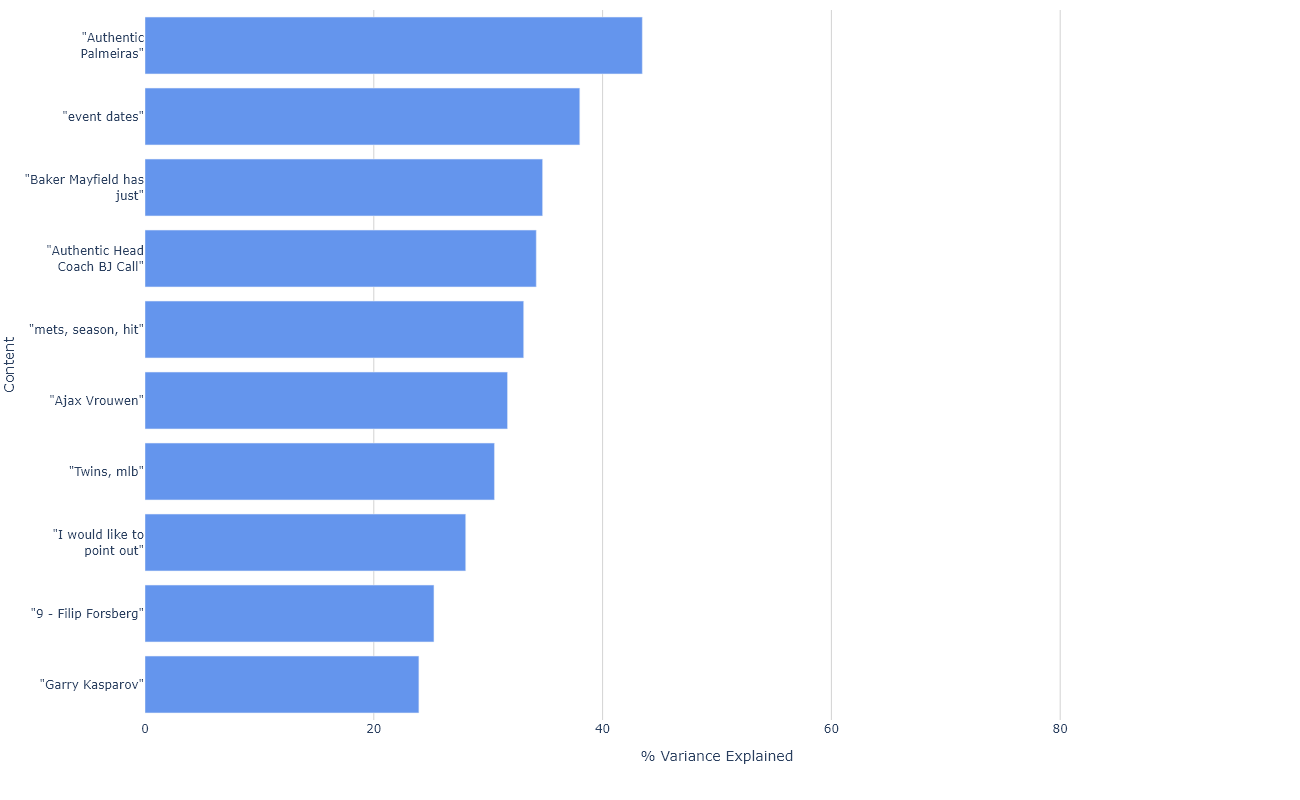 "Authentic
Palmeiras"
"event dates"
"Baker Mayfield has
just"
"Authentic Head
Coach BJ Call"
"mets, season, hit"
"Ajax Vrouwen"
"Twins, mlb"
"I would like to
point out"
"9 - Filip Forsberg"
"Garry Kasparov"
Content
0 20 40 60 80
% Variance Explained